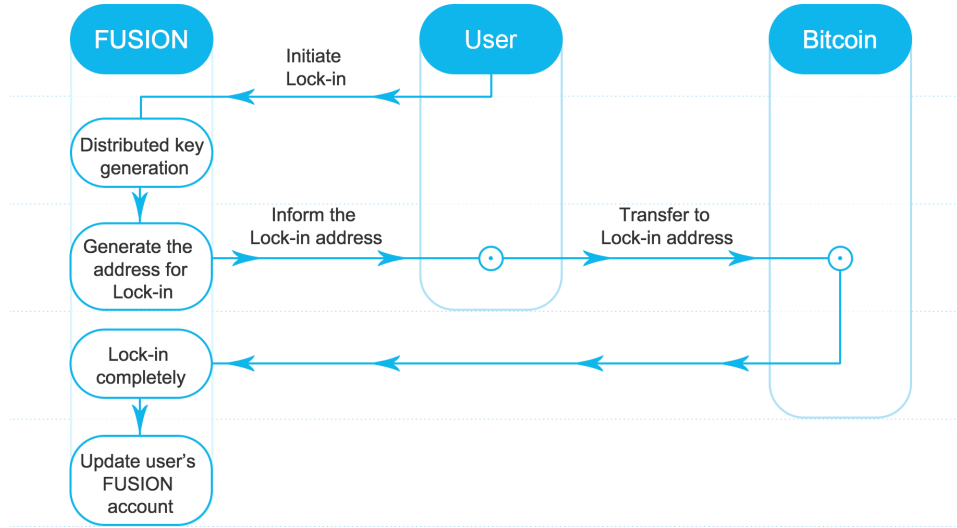 FUSION
User
Bitcoin
Initiate
Lock-in
Distributed key
generation
Inform the
Lock-in address
Transfer to
Lock-in address
Generate the
address for
Lock-in
Lock-in
completely
Update user's
FUSION
account